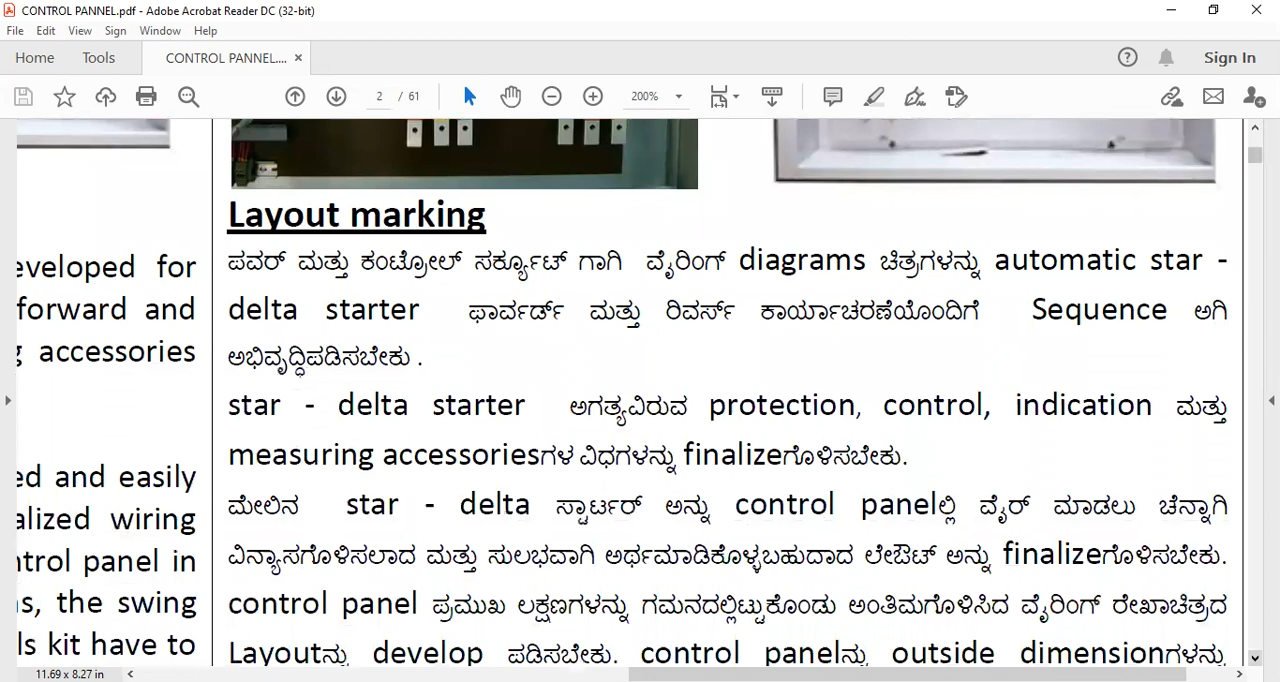 CONTROL PANNEL.pdf - Adobe Acrobat Reader DC (32-bit)
File Edit View Sign Window Help
Home Tools CONTROL PANNEL.... × Sign In
2 / 61 200%
Layout marking
ಪವರ್ ಮತ್ತು ಕಂಟ್ರೋಲ್ ಸರ್ಕ್ಯೂಟ್ ಗಾಗಿ ವೈರಿಂಗ್ diagrams ಚಿತ್ರಗಳನ್ನು automatic star -
delta starter ಫಾರ್ವರ್ಡ್ ಮತ್ತು ರಿವರ್ಸ್ ಕಾರ್ಯಾಚರಣೆಯೊಂದಿಗೆ Sequence ಅಗಿ
ಅಭಿವೃದ್ಧಿಪಡಿಸಬೇಕು .
star - delta starter ಅಗತ್ಯವಿರುವ protection, control, indication ಮತ್ತು
measuring accessoriesಗಳ ವಿಧಗಳನ್ನು finalizeಗೊಳಿಸಬೇಕು.
ಮೇಲಿನ star - delta ಸ್ಟಾರ್ಟರ್ ಅನ್ನು control panelಲ್ಲಿ ವೈರ್ ಮಾಡಲು ಚೆನ್ನಾಗಿ
ವಿನ್ಯಾಸಗೊಳಿಸಲಾದ ಮತ್ತು ಸುಲಭವಾಗಿ ಅರ್ಥಮಾಡಿಕೊಳ್ಳಬಹುದಾದ ಲೇಔಟ್ ಅನ್ನು finalizeಗೊಳಿಸಬೇಕು.
control panel ಪ್ರಮುಖ ಲಕ್ಷಣಗಳನ್ನು ಗಮನದಲ್ಲಿಟ್ಟುಕೊಂಡು ಅಂತಿಮಗೊಳಿಸಿದ ವೈರಿಂಗ್ ರೇಖಾಚಿತ್ರದ
Layoutನ್ನು develop ಪಡಿಸಬೇಕು. control panelನ್ನು outside dimensionಗಳನ್ನು
eveloped for
forward and
accessories
ed and easily
alized wiring
ntrol panel in
s, the swing
ls kit have to
11.69 x 8.27 in